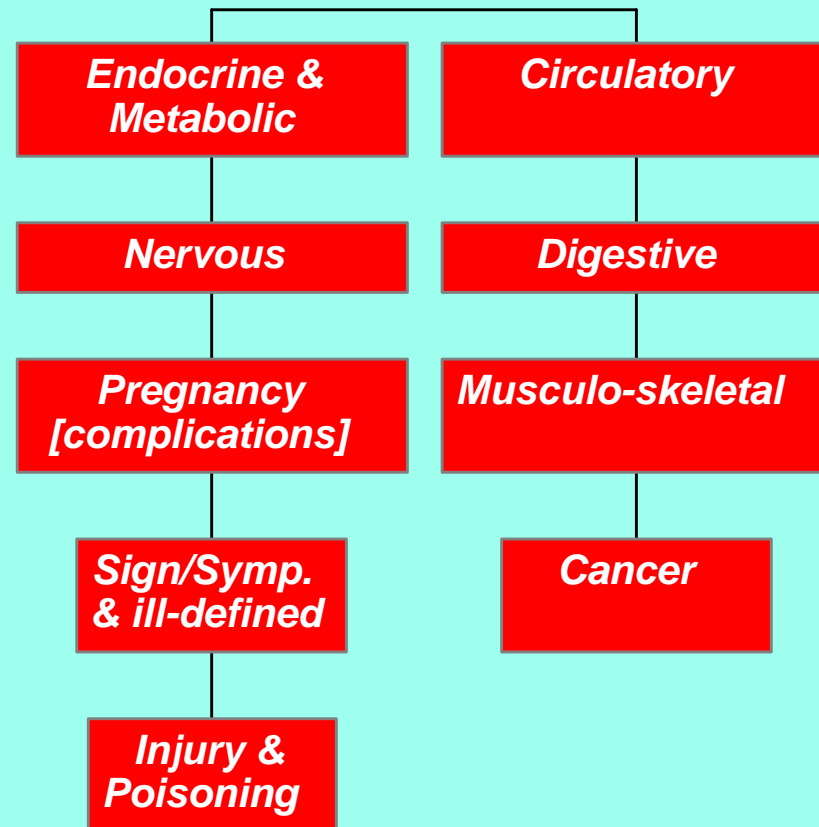 Endocrine &
Metabolic
Circulatory
Nervous
Digestive
Pregnancy
[complications]
Musculo-skeletal
Sign/Symp.
& ill-defined
Cancer
Injury &
Poisoning